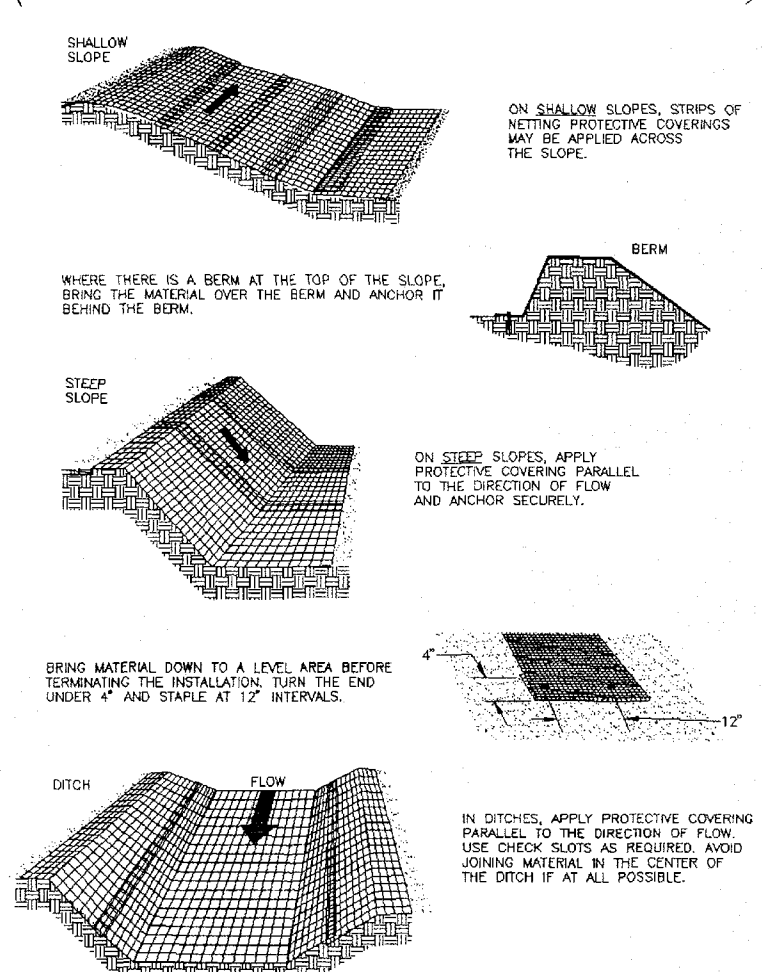 SHALLOW
SLOPE
ON SHALLOW SLOPES, STRIPS OF
NETTING PROTECTIVE COVERINGS
MAY BE APPLIED ACROSS
THE SLOPE.
BERM
WHERE THERE IS A BERM AT THE TOP OF THE SLOPE,
BRING THE MATERIAL OVER THE BERM AND ANCHOR IT
BEHIND THE BERM.
STEEP
SLOPE
ON STEEP SLOPES, APPLY
PROTECTIVE COVERING PARALLEL
TO THE DIRECTION OF FLOW
AND ANCHOR SECURELY.
BRING MATERIAL DOWN TO A LEVEL AREA BEFORE
TERMINATING THE INSTALLATION. TURN THE END
UNDER 4" AND STAPLE AT 12" INTERVALS.
4"
12"
DITCH
FLOW
IN DITCHES, APPLY PROTECTIVE COVERING
PARALLEL TO THE DIRECTION OF FLOW.
USE CHECK SLOTS AS REQUIRED. AVOID
JOINING MATERIAL IN THE CENTER OF
THE DITCH IF AT ALL POSSIBLE.